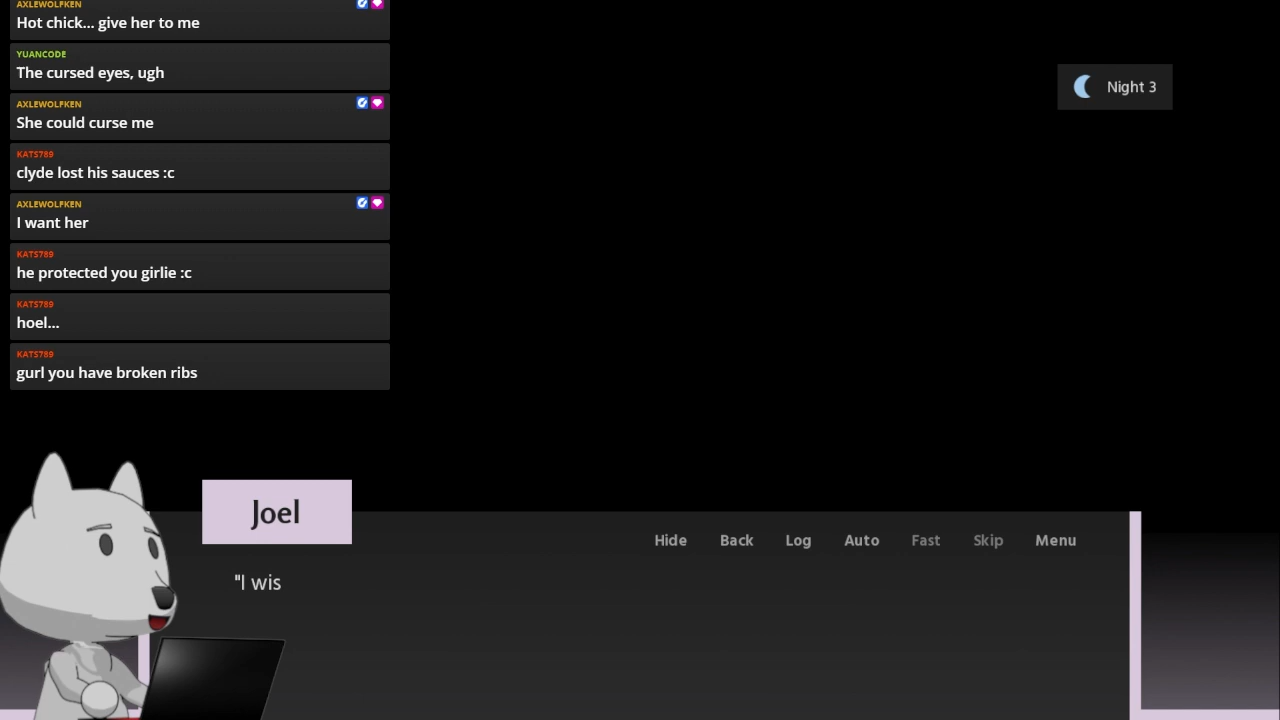 AXLEWOLFKEN
Hot chick... give her to me
YUANCODE
The cursed eyes, ugh
AXLEWOLFKEN
She could curse me
KATS789
clyde lost his sauces :c
AXLEWOLFKEN
I want her
KATS789
he protected you girlie :c
KATS789
hoel...
KATS789
gurl you have broken ribs
Night 3
Joel
Hide Back Log Auto Fast Skip Menu
"I wis